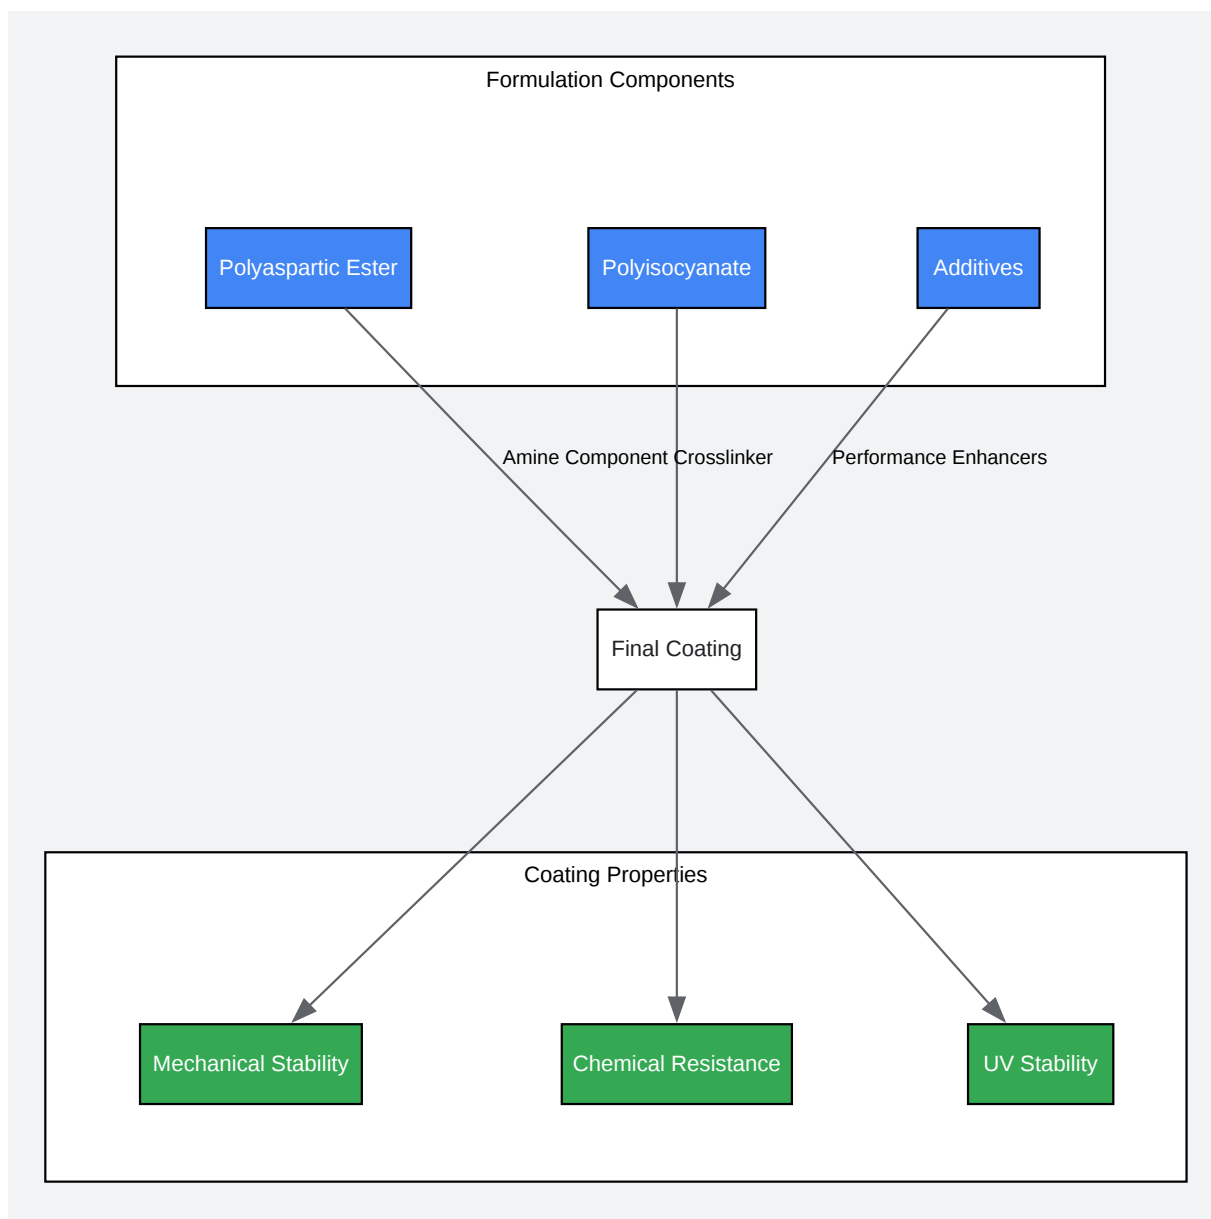 Formulation Components
Polyaspartic Ester
Polyisocyanate
Additives
Amine Component
Crosslinker
Performance Enhancers
Final Coating
Coating Properties
Mechanical Stability
Chemical Resistance
UV Stability